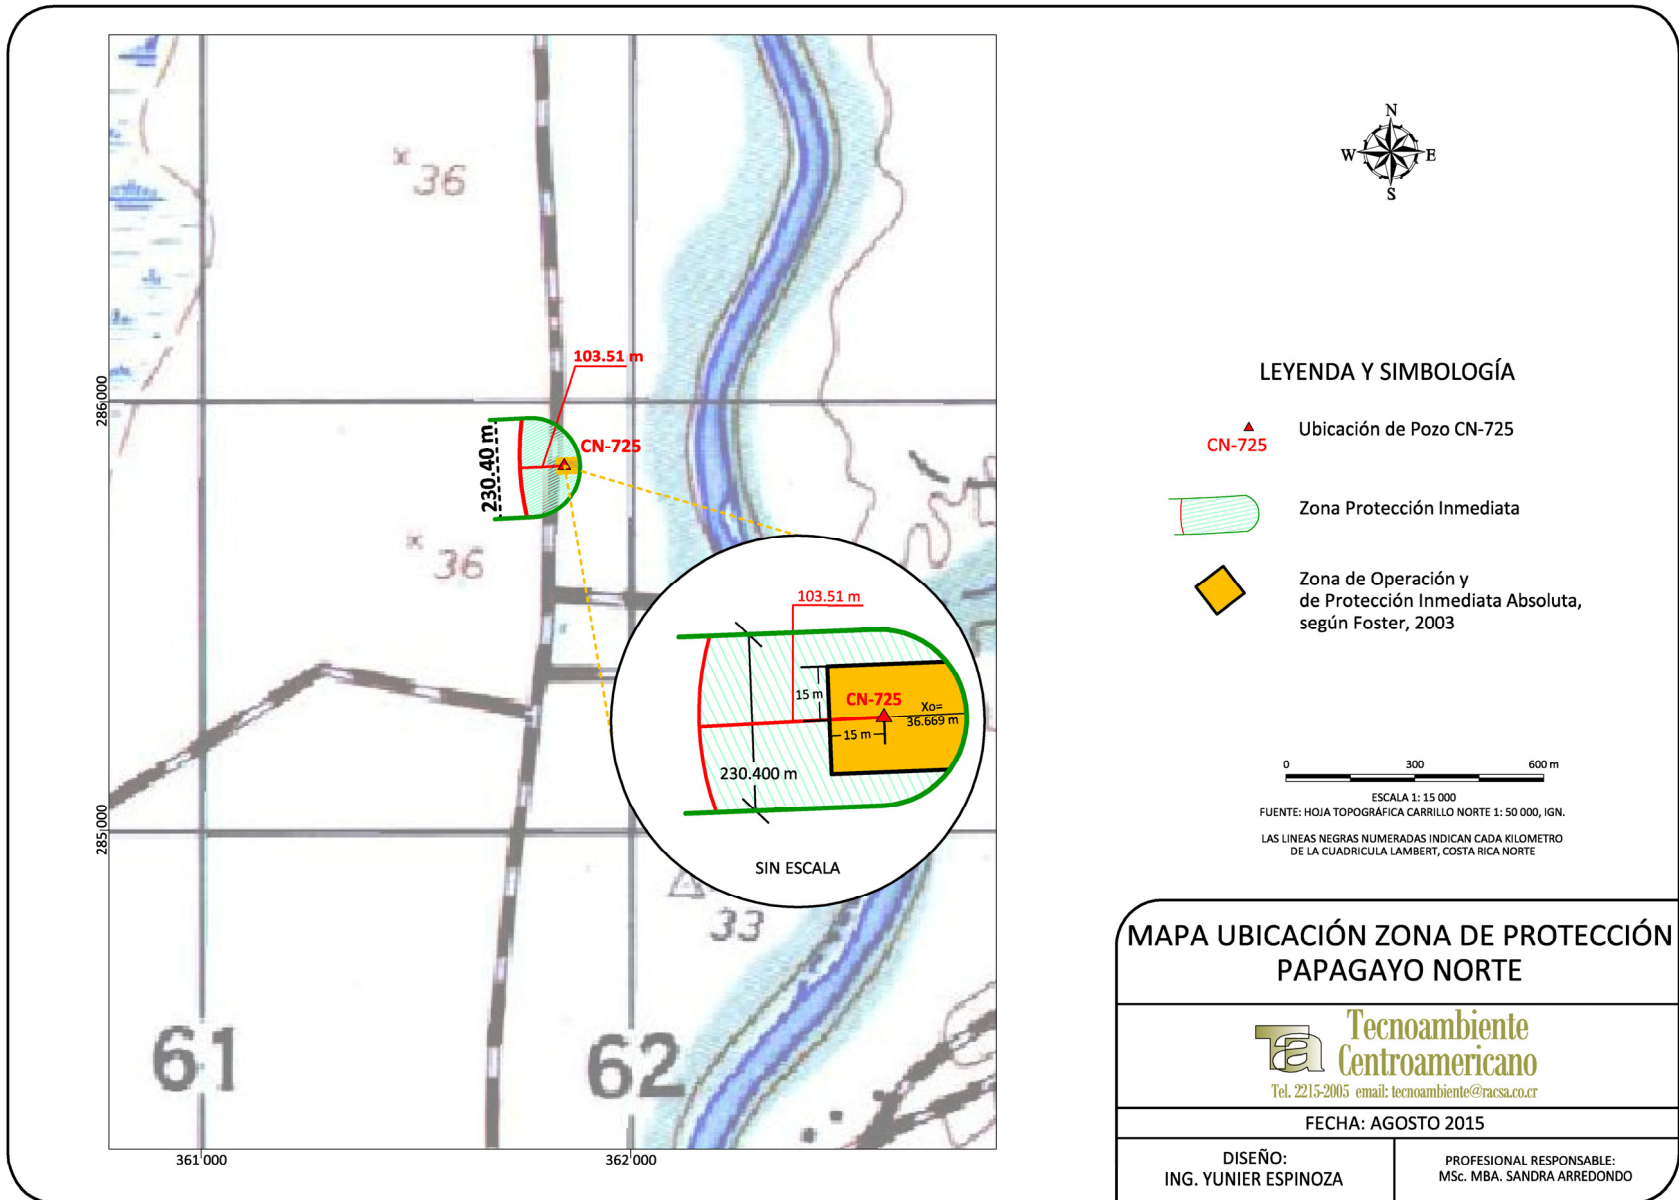 36
103.51 m
286'000
230.40 m
CN-725
36
103.51 m
15 m
CN-725
Xo=
36.669 m
15 m
230.400 m
SIN ESCALA
285'000
33
61
62
361'000
362'000
N
W
E
S
LEYENDA Y SIMBOLOGÍA
CN-725
Ubicación de Pozo CN-725
Zona Protección Inmediata
Zona de Operación y
de Protección Inmediata Absoluta,
según Foster, 2003
0 300 600 m
ESCALA 1: 15 000
FUENTE: HOJA TOPOGRÁFICA CARRILLO NORTE 1: 50 000, IGN.
LAS LINEAS NEGRAS NUMERADAS INDICAN CADA KILOMETRO
DE LA CUADRICULA LAMBERT, COSTA RICA NORTE
MAPA UBICACIÓN ZONA DE PROTECCIÓN
PAPAGAYO NORTE
Ta
Tecnoambiente
Centroamericano
Tel. 2215-2005 email: tecnoambiente@racsa.co.cr
FECHA: AGOSTO 2015
DISEÑO:
ING. YUNIER ESPINOZA
PROFESIONAL RESPONSABLE:
MSc. MBA. SANDRA ARREDONDO